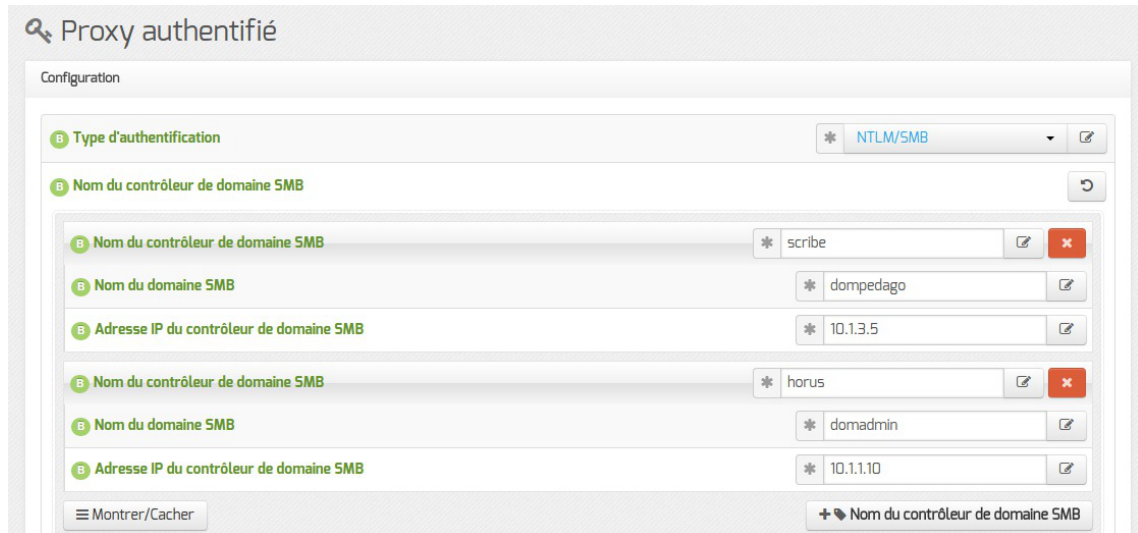 Proxy authentifié
Configuration
B Type d'authentification * NTLM/SMB
B Nom du contrôleur de domaine SMB
B Nom du contrôleur de domaine SMB * scribe
B Nom du domaine SMB * dompedago
B Adresse IP du contrôleur de domaine SMB * 10.1.3.5
B Nom du contrôleur de domaine SMB * horus
B Nom du domaine SMB * domadmin
B Adresse IP du contrôleur de domaine SMB * 10.1.1.10
Montrer/Cacher + Nom du contrôleur de domaine SMB